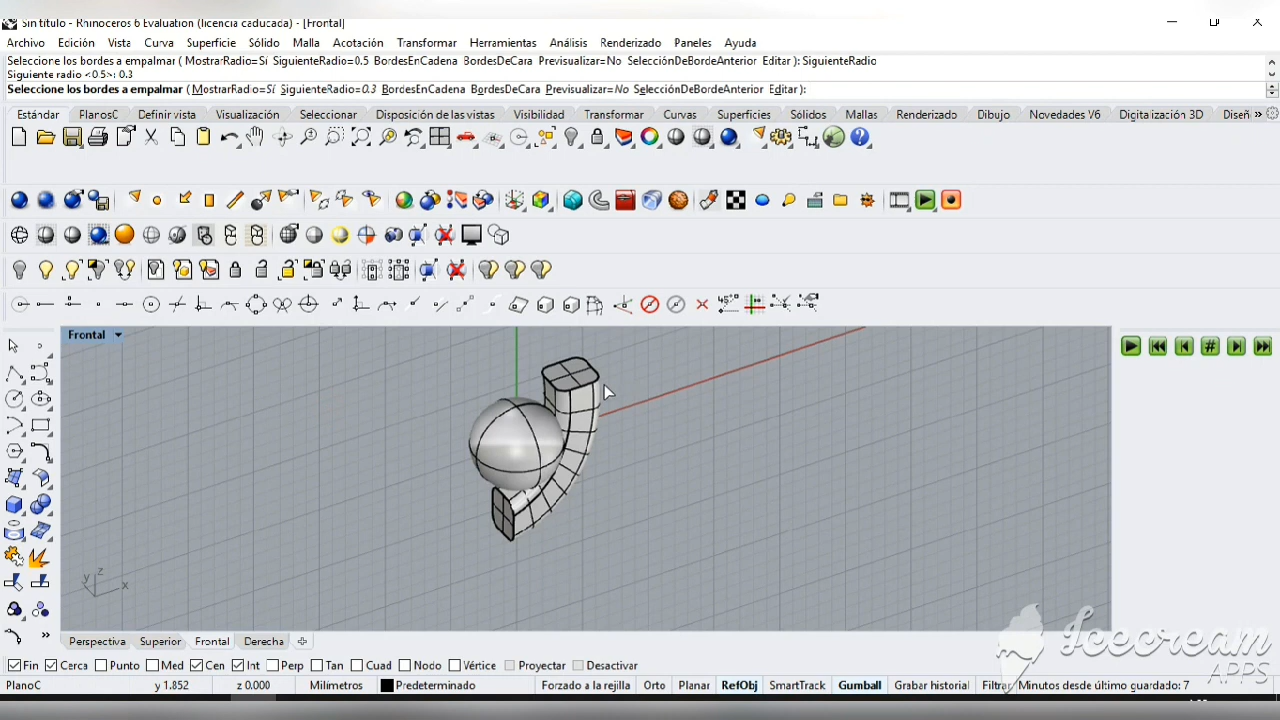 Sin título - Rhinoceros 6 Evaluation (licencia caducada) - [Frontal]
Archivo Edición Vista Curva Superficie Sólido Malla Acotación Transformar Herramientas Análisis Renderizado Paneles Ayuda
Seleccione los bordes a empalmar ( MostrarRadio=Sí SiguienteRadio=0.5 BordesEnCadena BordesDeCara Previsualizar=No SelecciónDeBordeAnterior Editar ): SiguienteRadio
Siguiente radio <0.5>: 0.3
Seleccione los bordes a empalmar ( MostrarRadio=Sí SiguienteRadio=0.3 BordesEnCadena BordesDeCara Previsualizar=No SelecciónDeBordeAnterior Editar ):
Estándar PlanosC Definir vista Visualización Seleccionar Disposición de las vistas Visibilidad Transformar Curvas Superficies Sólidos Mallas Renderizado Dibujo Novedades V6 Digitalización 3D Diseñ »
45°
Frontal
z
y
x
Perspectiva Superior Frontal Derecha
Icecream
APPS
Fin Cerca Punto Med Cen Int Perp Tan Cuad Nodo Vértice Proyectar Desactivar
PlanoC y 1.852 z 0.000 Milímetros Predeterminado Forzado a la rejilla Orto Planar RefObj SmartTrack Gumball Grabar historial Filtrar Minutos desde último guardado: 7